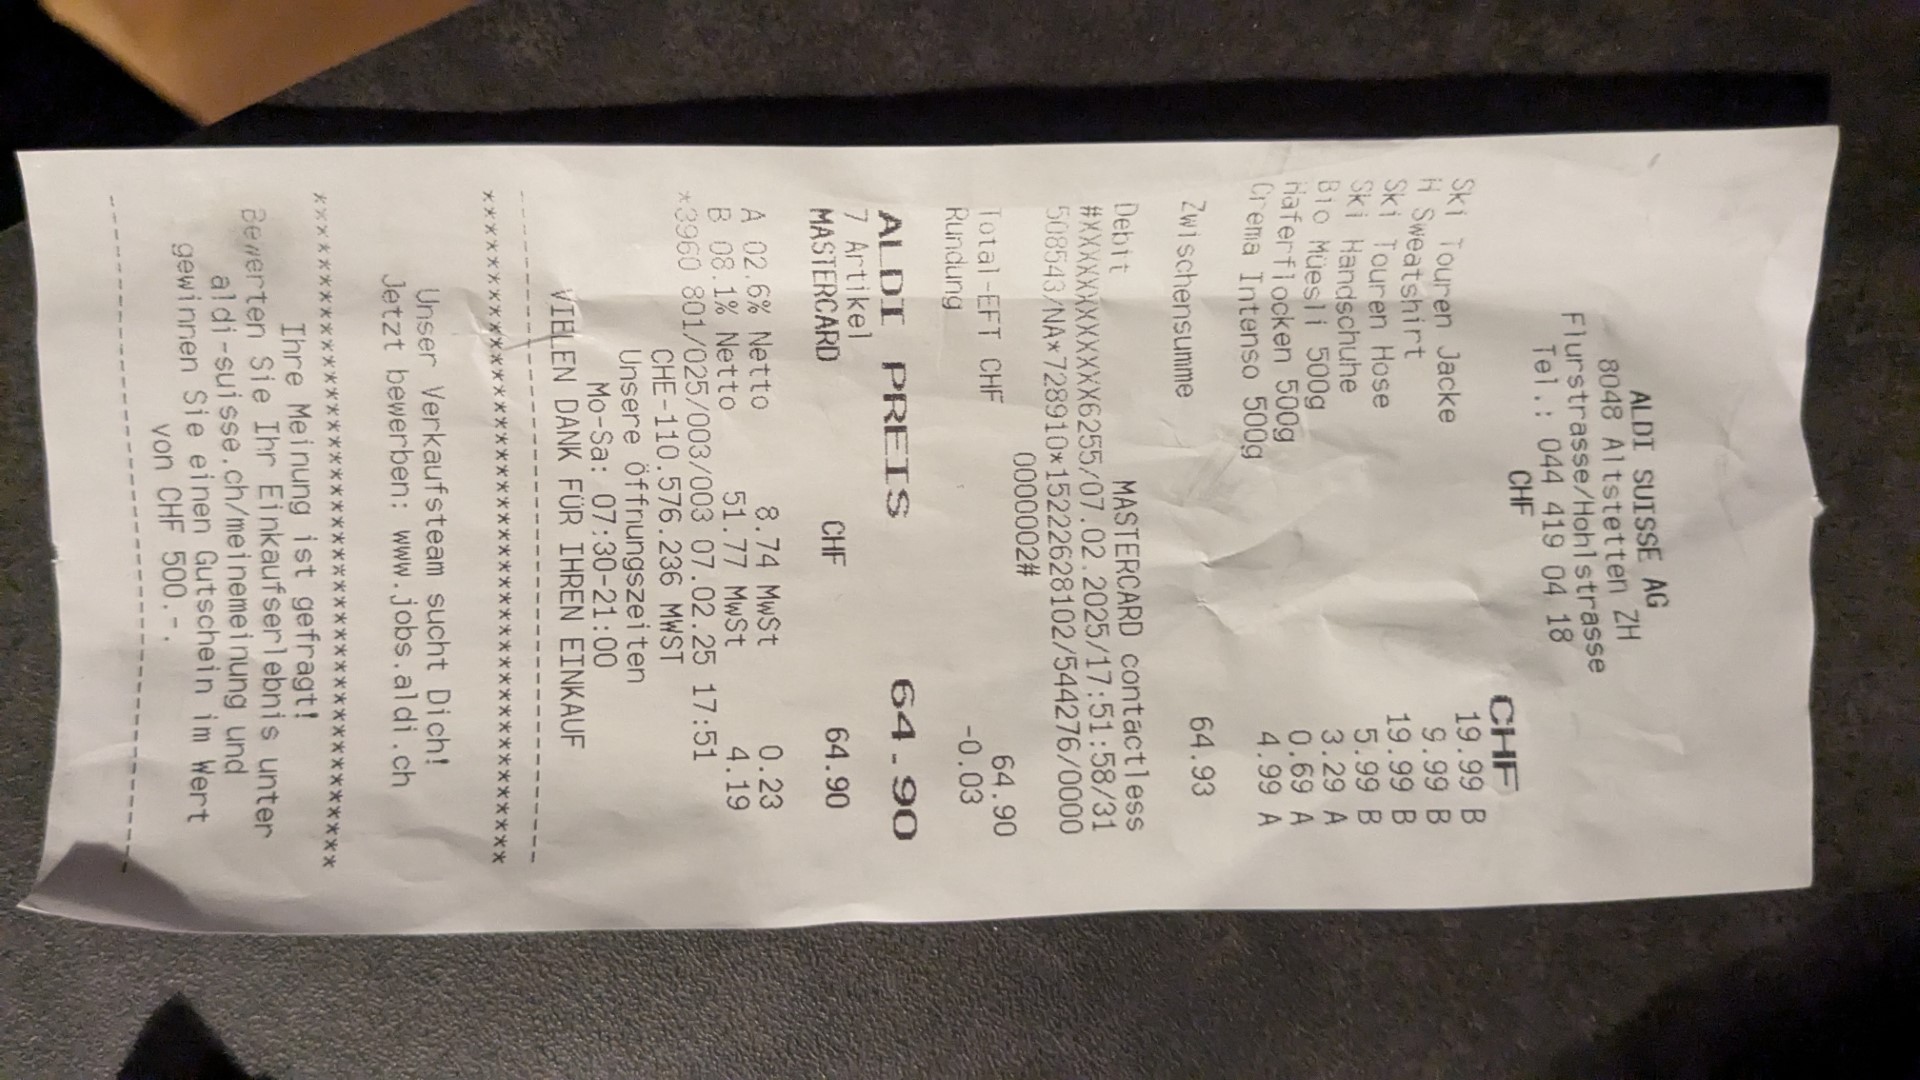 ALDI SUISSE AG
8048 Altstetten ZH
Flurstrasse/Hohlstrasse
Tel.: 044 419 04 18
CHF
CHF
Ski Touren Jacke 19.99 B
H Sweatshirt 9.99 B
Ski Touren Hose 19.99 B
Ski Handschuhe 5.99 B
Bio Müesli 500g 3.29 A
Haferflocken 500g 0.69 A
Crema Intenso 500g 4.99 A
Zwischensumme 64.93
Debit MASTERCARD contactless
#XXXXXXXXXXXX6255/07.02.2025/17:51:58/31
508543/NA*728910*15222628102/544276/0000
0000002#
Total-EFT CHF 64.90
Rundung -0.03
ALDI PREIS 64.90
7 Artikel
MASTERCARD CHF 64.90
A 02.6% Netto 8.74 MwSt 0.23
B 08.1% Netto 51.77 MwSt 4.19
*3960 801/025/003/003 07.02.25 17:51
CHE-110.576.236 MWST
Unsere Öffnungszeiten
Mo-Sa: 07:30-21:00
VIELEN DANK FÜR IHREN EINKAUF
----------------------------------------
****************************************
Unser Verkaufsteam sucht Dich!
Jetzt bewerben: www.jobs.aldi.ch
****************************************
Ihre Meinung ist gefragt!
Bewerten Sie Ihr Einkaufserlebnis unter
aldi-suisse.ch/meinemeinung und
gewinnen Sie einen Gutschein im Wert
von CHF 500.-.
----------------------------------------